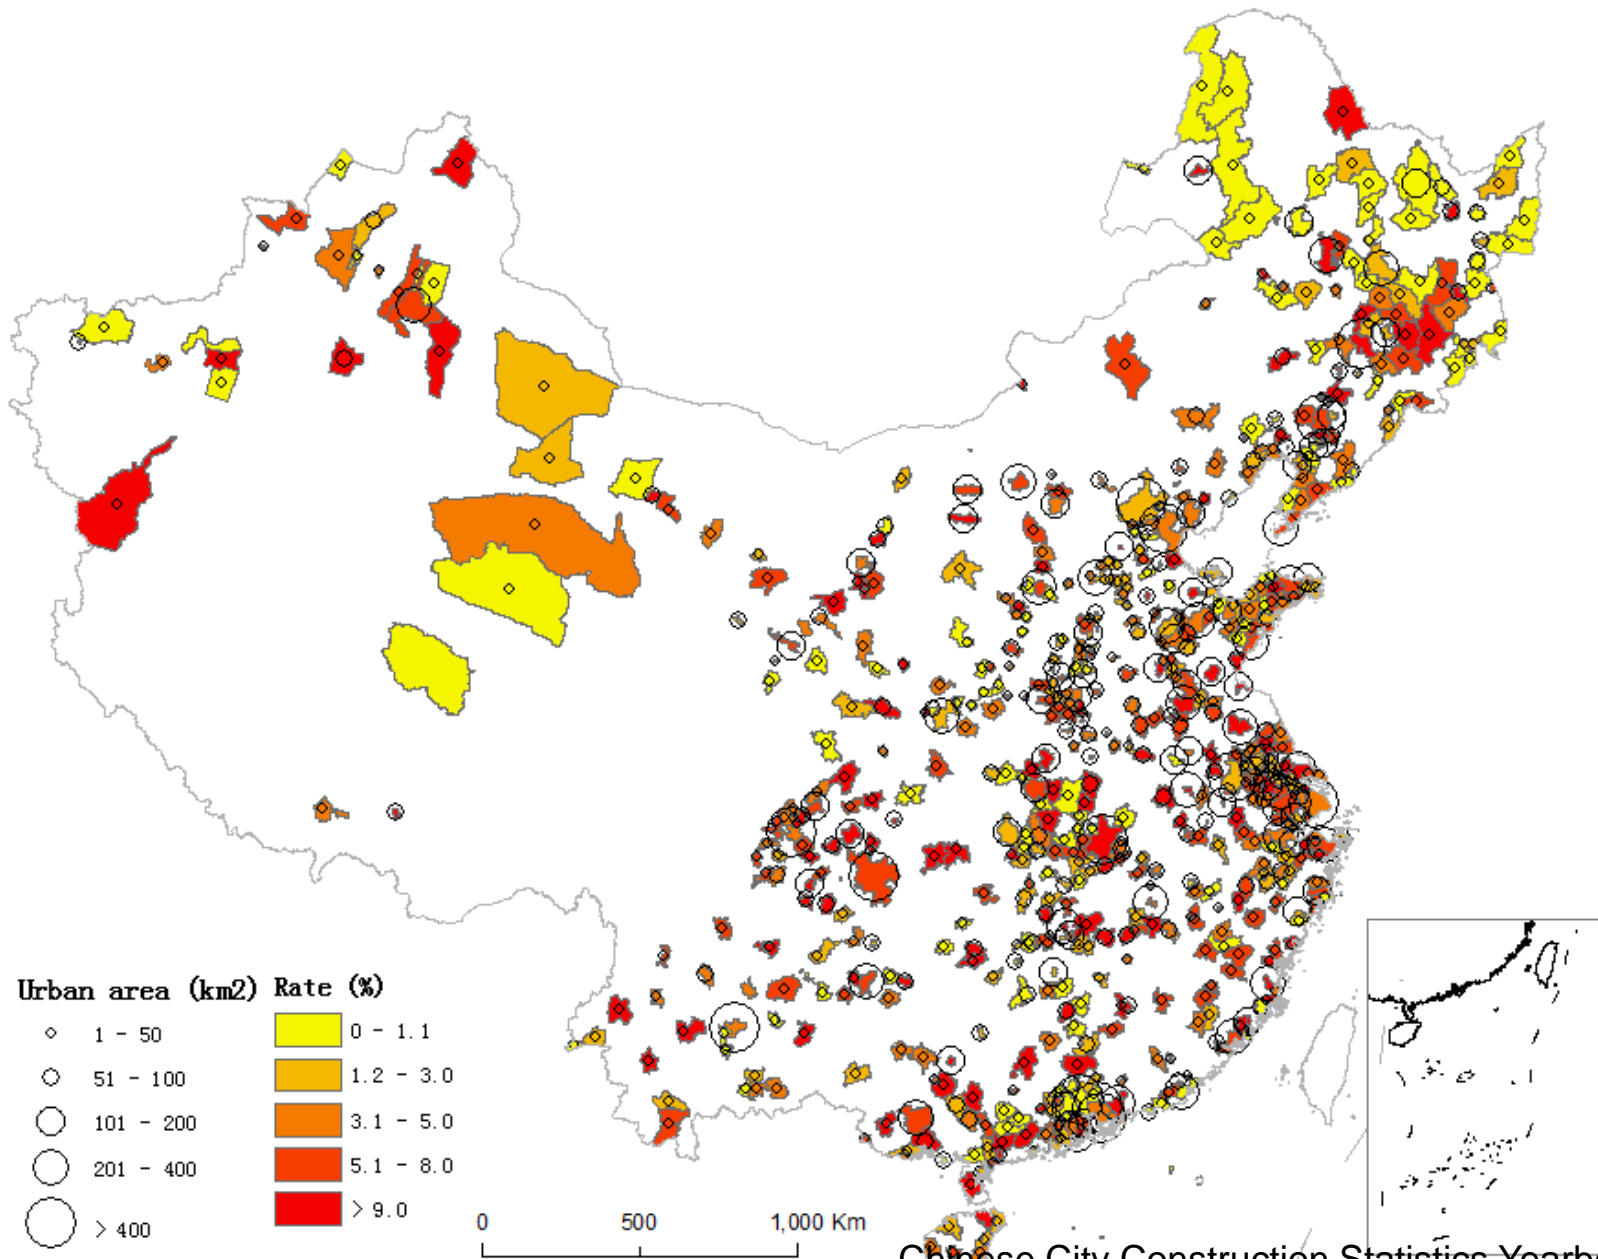 Urban area (km2) Rate (%)
1 - 50 0 - 1.1
51 - 100 1.2 - 3.0
101 - 200 3.1 - 5.0
201 - 400 5.1 - 8.0
> 400 > 9.0
0 500 1,000 Km
Chinese City Construction Statistics Yearb